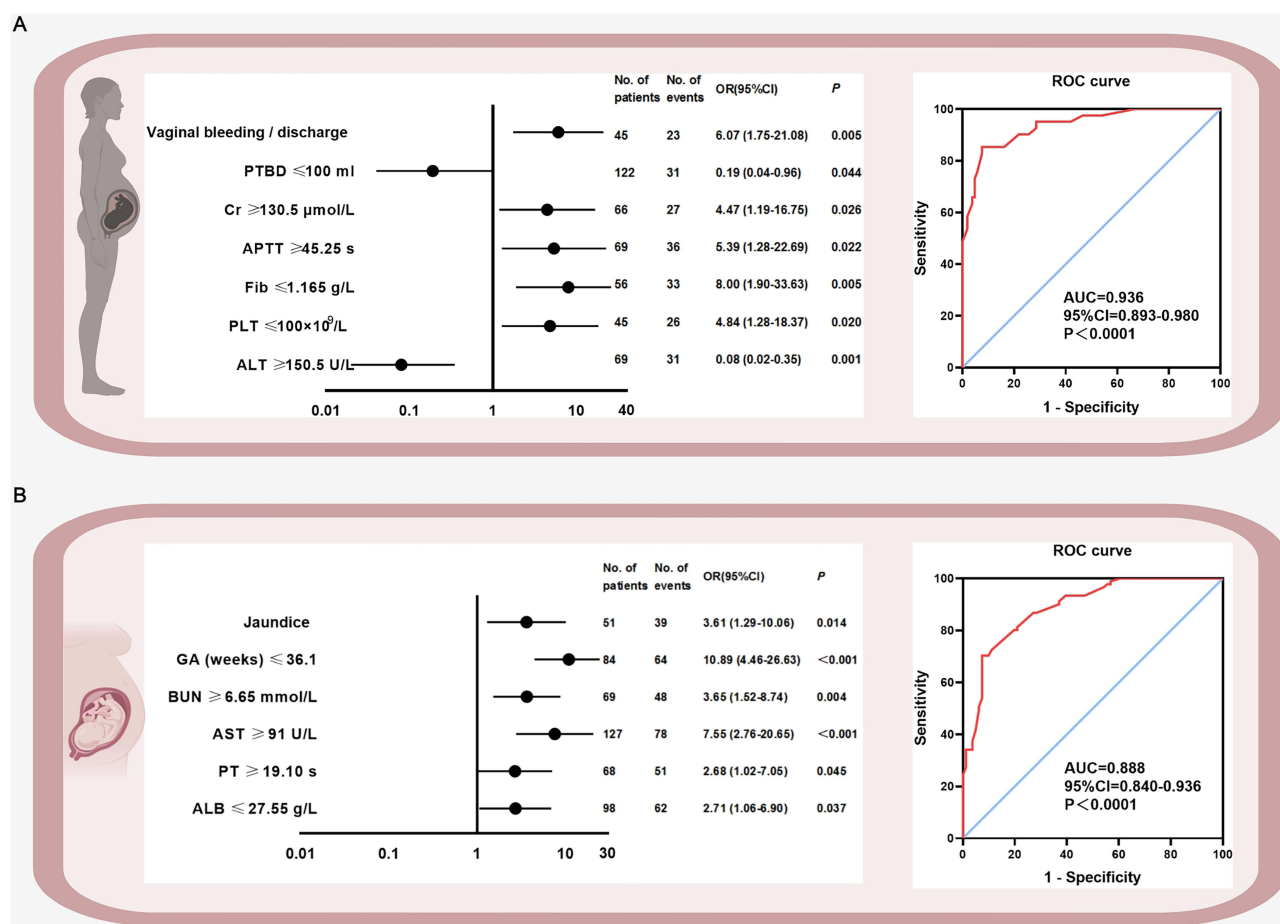 A
No. of patients No. of events OR(95%CI) P
Vaginal bleeding / discharge 45 23 6.07 (1.75-21.08) 0.005
PTBD ≤100 ml 122 31 0.19 (0.04-0.96) 0.044
Cr ≥130.5 μmol/L 66 27 4.47 (1.19-16.75) 0.026
APTT ≥45.25 s 69 36 5.39 (1.28-22.69) 0.022
Fib ≤1.165 g/L 56 33 8.00 (1.90-33.63) 0.005
PLT ≤100×10⁹/L 45 26 4.84 (1.28-18.37) 0.020
ALT ≥150.5 U/L 69 31 0.08 (0.02-0.35) 0.001
0.01 0.1 1 10 40
ROC curve
Sensitivity
100
80
60
40
20
0
AUC=0.936
95%CI=0.893-0.980
P<0.0001
0 20 40 60 80 100
1 - Specificity
B
No. of patients No. of events OR(95%CI) P
Jaundice 51 39 3.61 (1.29-10.06) 0.014
GA (weeks) ≤ 36.1 84 64 10.89 (4.46-26.63) <0.001
BUN ≥ 6.65 mmol/L 69 48 3.65 (1.52-8.74) 0.004
AST ≥ 91 U/L 127 78 7.55 (2.76-20.65) <0.001
PT ≥ 19.10 s 68 51 2.68 (1.02-7.05) 0.045
ALB ≤ 27.55 g/L 98 62 2.71 (1.06-6.90) 0.037
0.01 0.1 1 10 30
ROC curve
Sensitivity
100
80
60
40
20
0
AUC=0.888
95%CI=0.840-0.936
P<0.0001
0 20 40 60 80 100
1 - Specificity